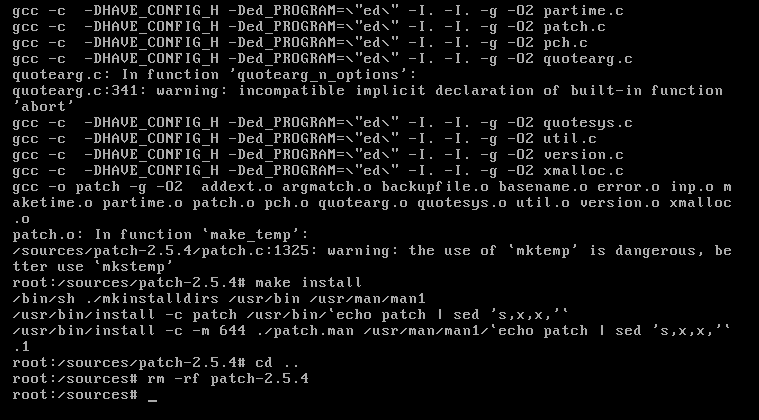 gcc -c  -DHAVE_CONFIG_H -Ded_PROGRAM=\"ed\" -I. -I. -g -O2 partime.c
gcc -c  -DHAVE_CONFIG_H -Ded_PROGRAM=\"ed\" -I. -I. -g -O2 patch.c
gcc -c  -DHAVE_CONFIG_H -Ded_PROGRAM=\"ed\" -I. -I. -g -O2 pch.c
gcc -c  -DHAVE_CONFIG_H -Ded_PROGRAM=\"ed\" -I. -I. -g -O2 quotearg.c
quotearg.c: In function 'quotearg_n_options':
quotearg.c:341: warning: incompatible implicit declaration of built-in function
'abort'
gcc -c  -DHAVE_CONFIG_H -Ded_PROGRAM=\"ed\" -I. -I. -g -O2 quotesys.c
gcc -c  -DHAVE_CONFIG_H -Ded_PROGRAM=\"ed\" -I. -I. -g -O2 util.c
gcc -c  -DHAVE_CONFIG_H -Ded_PROGRAM=\"ed\" -I. -I. -g -O2 version.c
gcc -c  -DHAVE_CONFIG_H -Ded_PROGRAM=\"ed\" -I. -I. -g -O2 xmalloc.c
gcc -o patch -g -O2  addext.o argmatch.o backupfile.o basename.o error.o inp.o m
aketime.o partime.o patch.o pch.o quotearg.o quotesys.o util.o version.o xmalloc
.o
patch.o: In function `make_temp':
/sources/patch-2.5.4/patch.c:1325: warning: the use of `mktemp' is dangerous, be
tter use `mkstemp'
root:/sources/patch-2.5.4# make install
/bin/sh ./mkinstalldirs /usr/bin /usr/man/man1
/usr/bin/install -c patch /usr/bin/`echo patch | sed 's,x,x,'`
/usr/bin/install -c -m 644 ./patch.man /usr/man/man1/`echo patch | sed 's,x,x,'`
.1
root:/sources/patch-2.5.4# cd ..
root:/sources# rm -rf patch-2.5.4
root:/sources# _